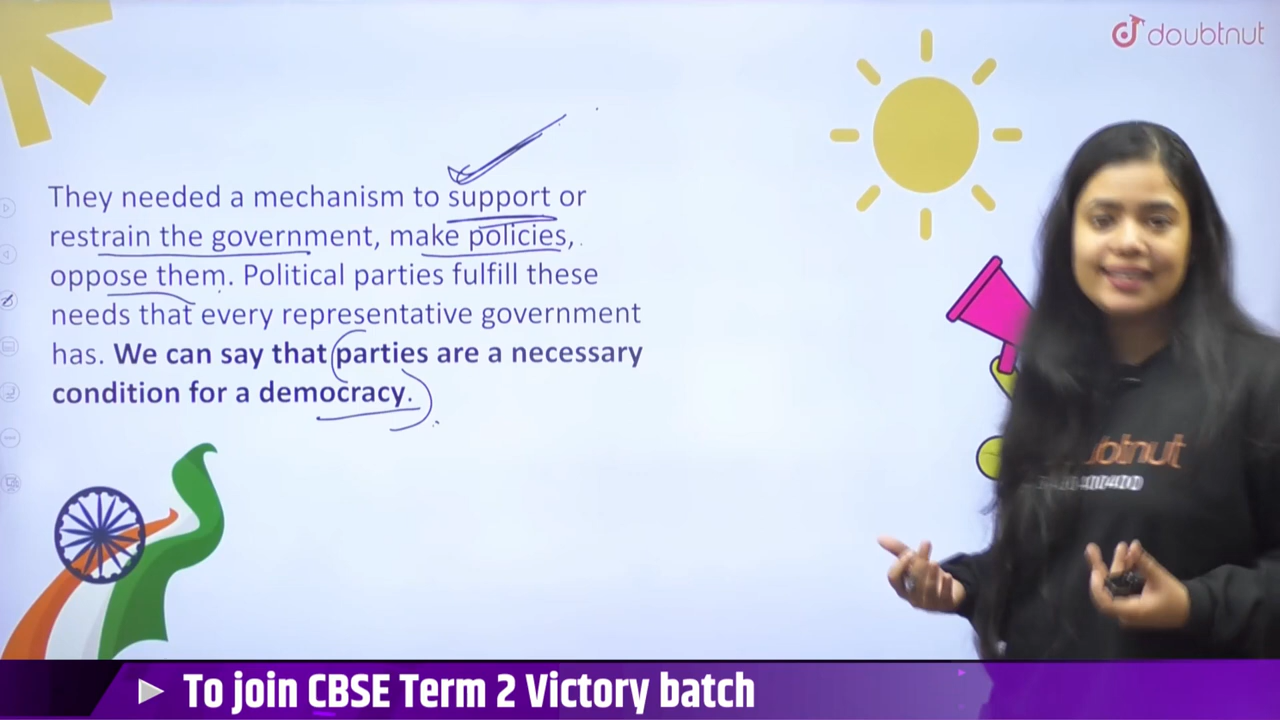 doubtnut
They needed a mechanism to support or
restrain the government, make policies,
oppose them. Political parties fulfill these
needs that every representative government
has. We can say that parties are a necessary
condition for a democracy.
To join CBSE Term 2 Victory batch